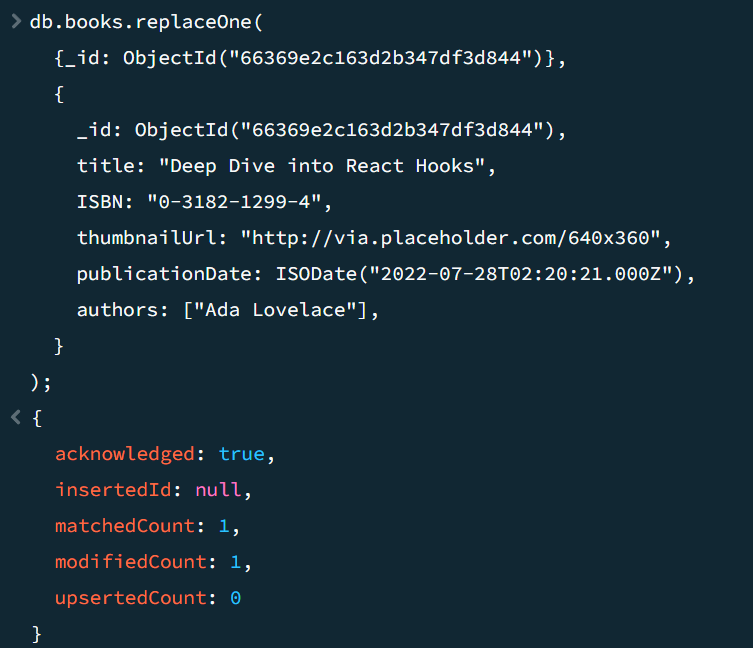 db.books.replaceOne(
{_id: ObjectId("66369e2c163d2b347df3d844")},
{
_id: ObjectId("66369e2c163d2b347df3d844"),
title: "Deep Dive into React Hooks",
ISBN: "0-3182-1299-4",
thumbnailUrl: "http://via.placeholder.com/640x360",
publicationDate: ISODate("2022-07-28T02:20:21.000Z"),
authors: ["Ada Lovelace"],
}
);
{
acknowledged: true,
insertedId: null,
matchedCount: 1,
modifiedCount: 1,
upsertedCount: 0
}